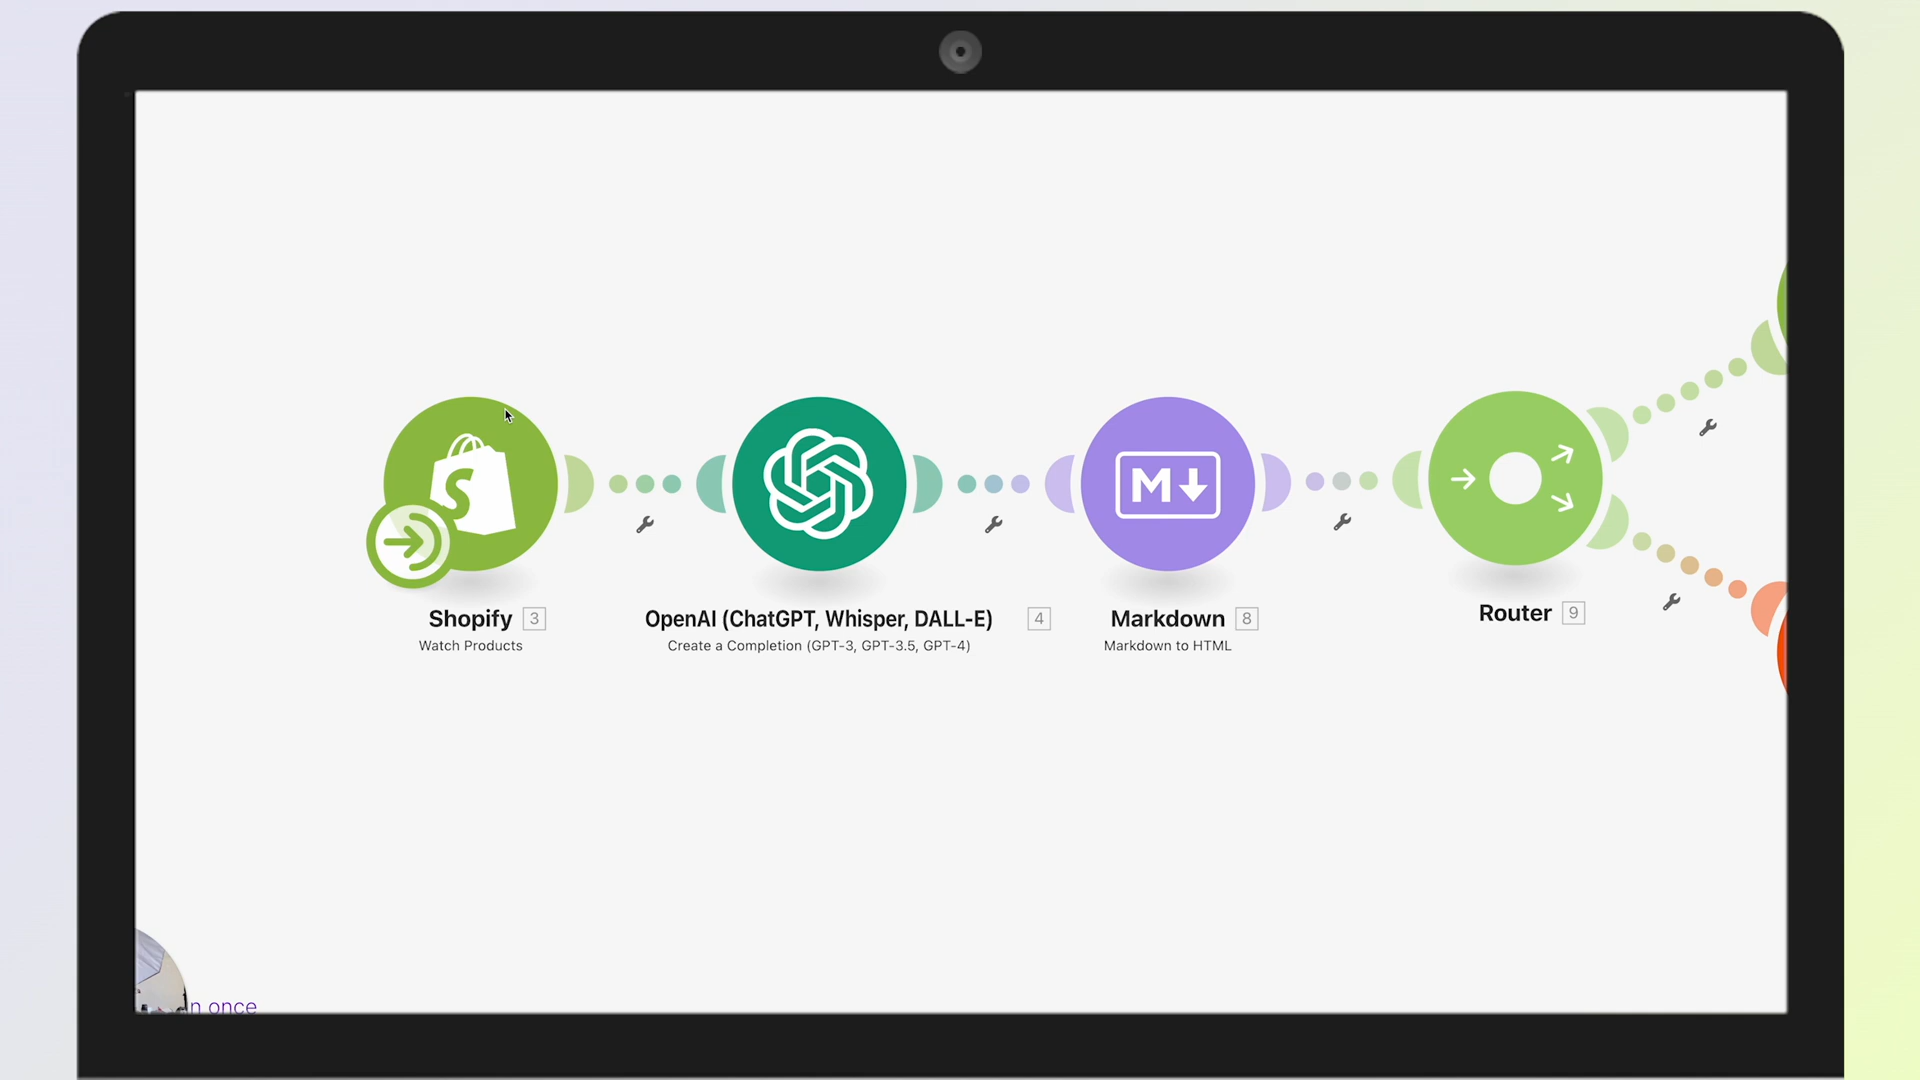 M
S
Shopify 3
Watch Products
OpenAI (ChatGPT, Whisper, DALL-E) 4
Create a Completion (GPT-3, GPT-3.5, GPT-4)
Markdown 8
Markdown to HTML
Router 9
n once